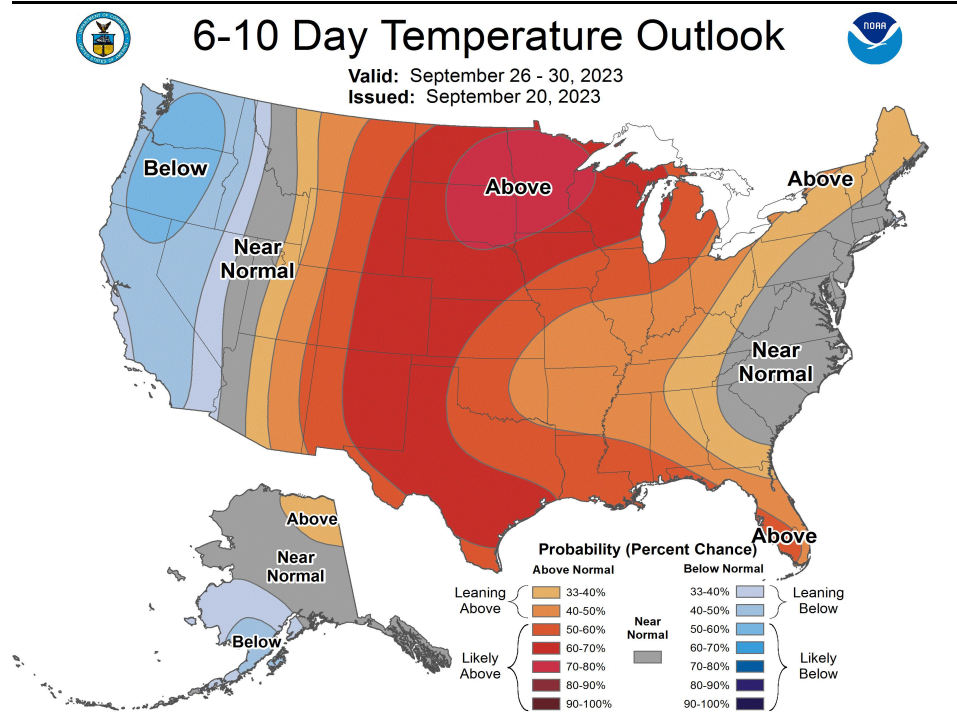 6-10 Day Temperature Outlook
NOAA
Valid: September 26 - 30, 2023
Issued: September 20, 2023
Below
Above
Above
Near
Normal
Near
Normal
Above
Above
Near
Normal
Below
Probability (Percent Chance)
Above Normal
Below Normal
Leaning
Above
33-40%
40-50%
Likely
Above
50-60%
60-70%
70-80%
80-90%
90-100%
Near
Normal
33-40%
40-50%
Leaning
Below
50-60%
60-70%
70-80%
80-90%
90-100%
Likely
Below